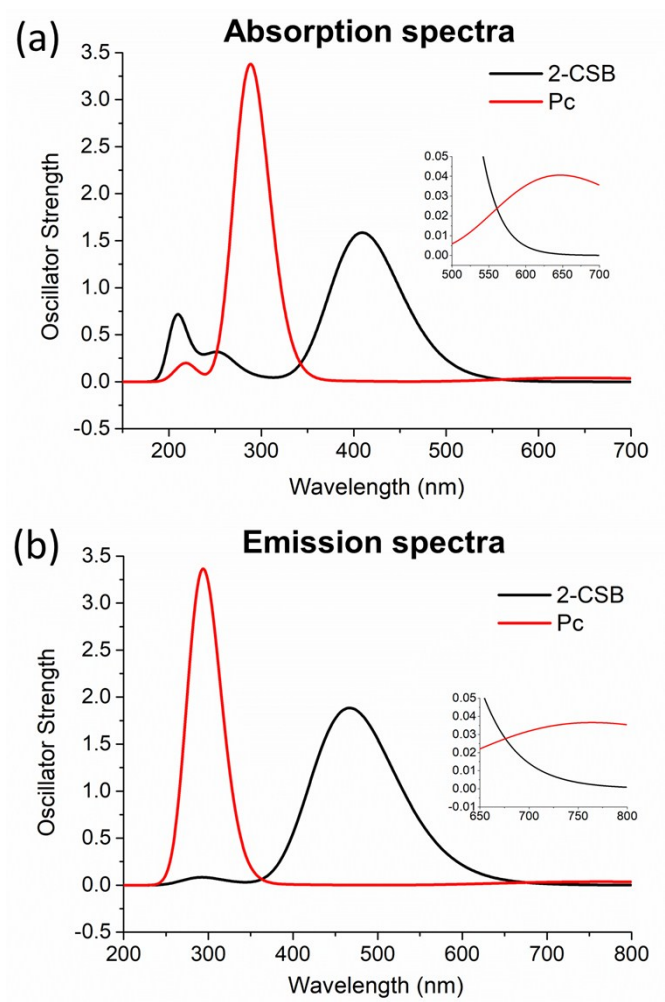 (a)
Absorption spectra
3.5
3.0
2.5
2.0
1.5
1.0
0.5
0.0
-0.5
Oscillator Strength
2-CSB
Pc
0.05
0.04
0.03
0.02
0.01
0.00
500 550 600 650 700
200 300 400 500 600 700
Wavelength (nm)
(b)
Emission spectra
3.5
3.0
2.5
2.0
1.5
1.0
0.5
0.0
-0.5
Oscillator Strength
2-CSB
Pc
0.05
0.04
0.03
0.02
0.01
0.00
-0.01
650 700 750 800
200 300 400 500 600 700 800
Wavelength (nm)